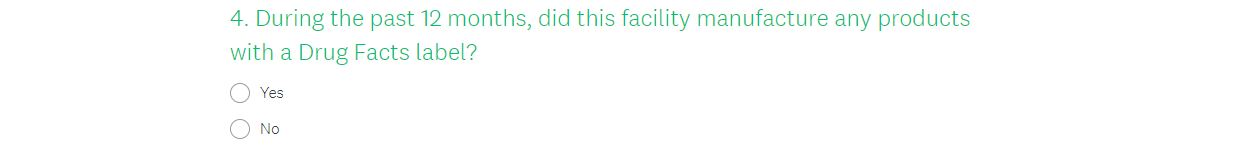 4. During the past 12 months, did this facility manufacture any products
with a Drug Facts label?
Yes
No